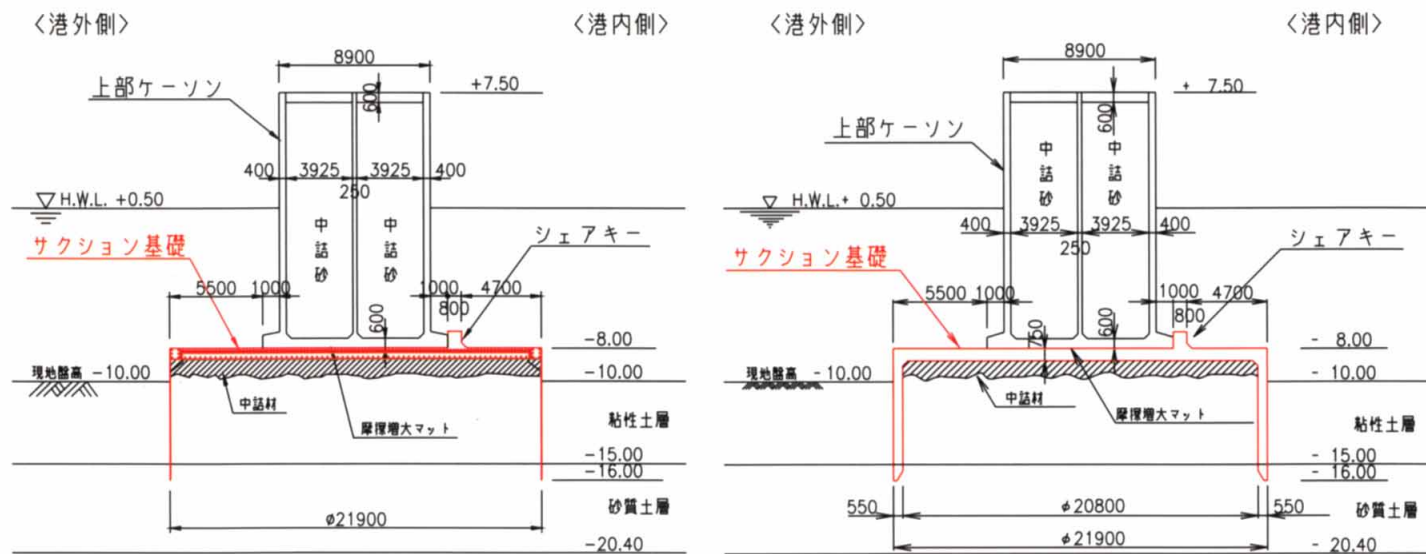 〈港外側〉
〈港内側〉
8900
上部ケーソン
+7.50
600
400 3925 3925 400
250
H.W.L. +0.50
中詰砂
中詰砂
サクション基礎
シェアキー
5500 1000
1000 4700
800
600
-8.00
現地盤高 -10.00
-10.00
中詰材
摩擦増大マット
粘性土層
-15.00
-16.00
砂質土層
φ21900
-20.40
〈港外側〉
〈港内側〉
8900
+ 7.50
600
上部ケーソン
中詰砂
中詰砂
H.W.L.+ 0.50
400 3925 3925 400
250
サクション基礎
シェアキー
5500 1000
1000 4700
800
600
750
- 8.00
現地盤高 -10.00
- 10.00
中詰材
摩擦増大マット
粘性土層
- 15.00
- 16.00
550 φ20800 550
砂質土層
φ21900
- 20.40